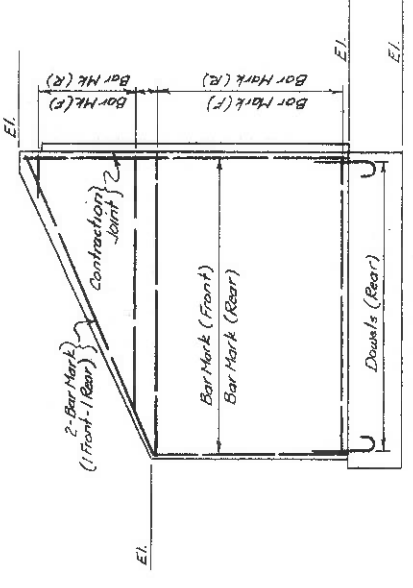 El.
El.
El.
El.
Bar Mk (R)
Bar Mk (F)
Bar Mark (R)
Bar Mark (F)
Contraction
Joint
2-Bar Mark
(1 Front-1 Rear)
Bar Mark (Front)
Bar Mark (Rear)
Dowels (Rear)